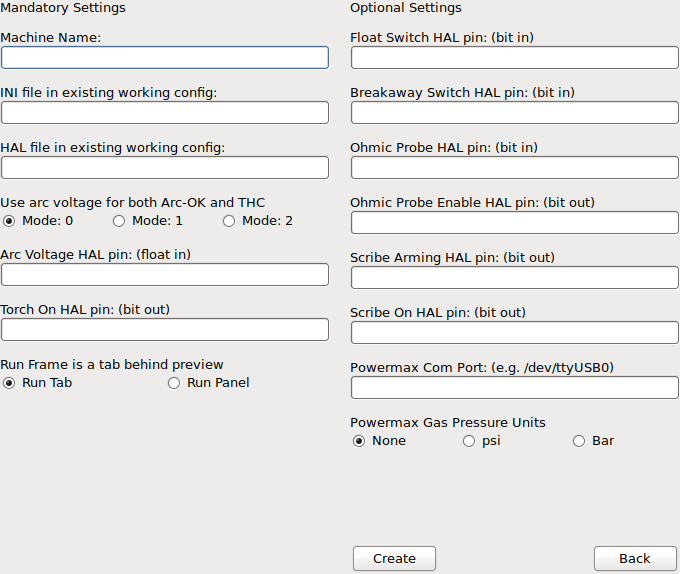 Mandatory Settings
Machine Name:
INI file in existing working config:
HAL file in existing working config:
Use arc voltage for both Arc-OK and THC
Mode: 0 Mode: 1 Mode: 2
Arc Voltage HAL pin: (float in)
Torch On HAL pin: (bit out)
Run Frame is a tab behind preview
Run Tab Run Panel
Optional Settings
Float Switch HAL pin: (bit in)
Breakaway Switch HAL pin: (bit in)
Ohmic Probe HAL pin: (bit in)
Ohmic Probe Enable HAL pin: (bit out)
Scribe Arming HAL pin: (bit out)
Scribe On HAL pin: (bit out)
Powermax Com Port: (e.g. /dev/ttyUSB0)
Powermax Gas Pressure Units
None psi Bar
Create Back